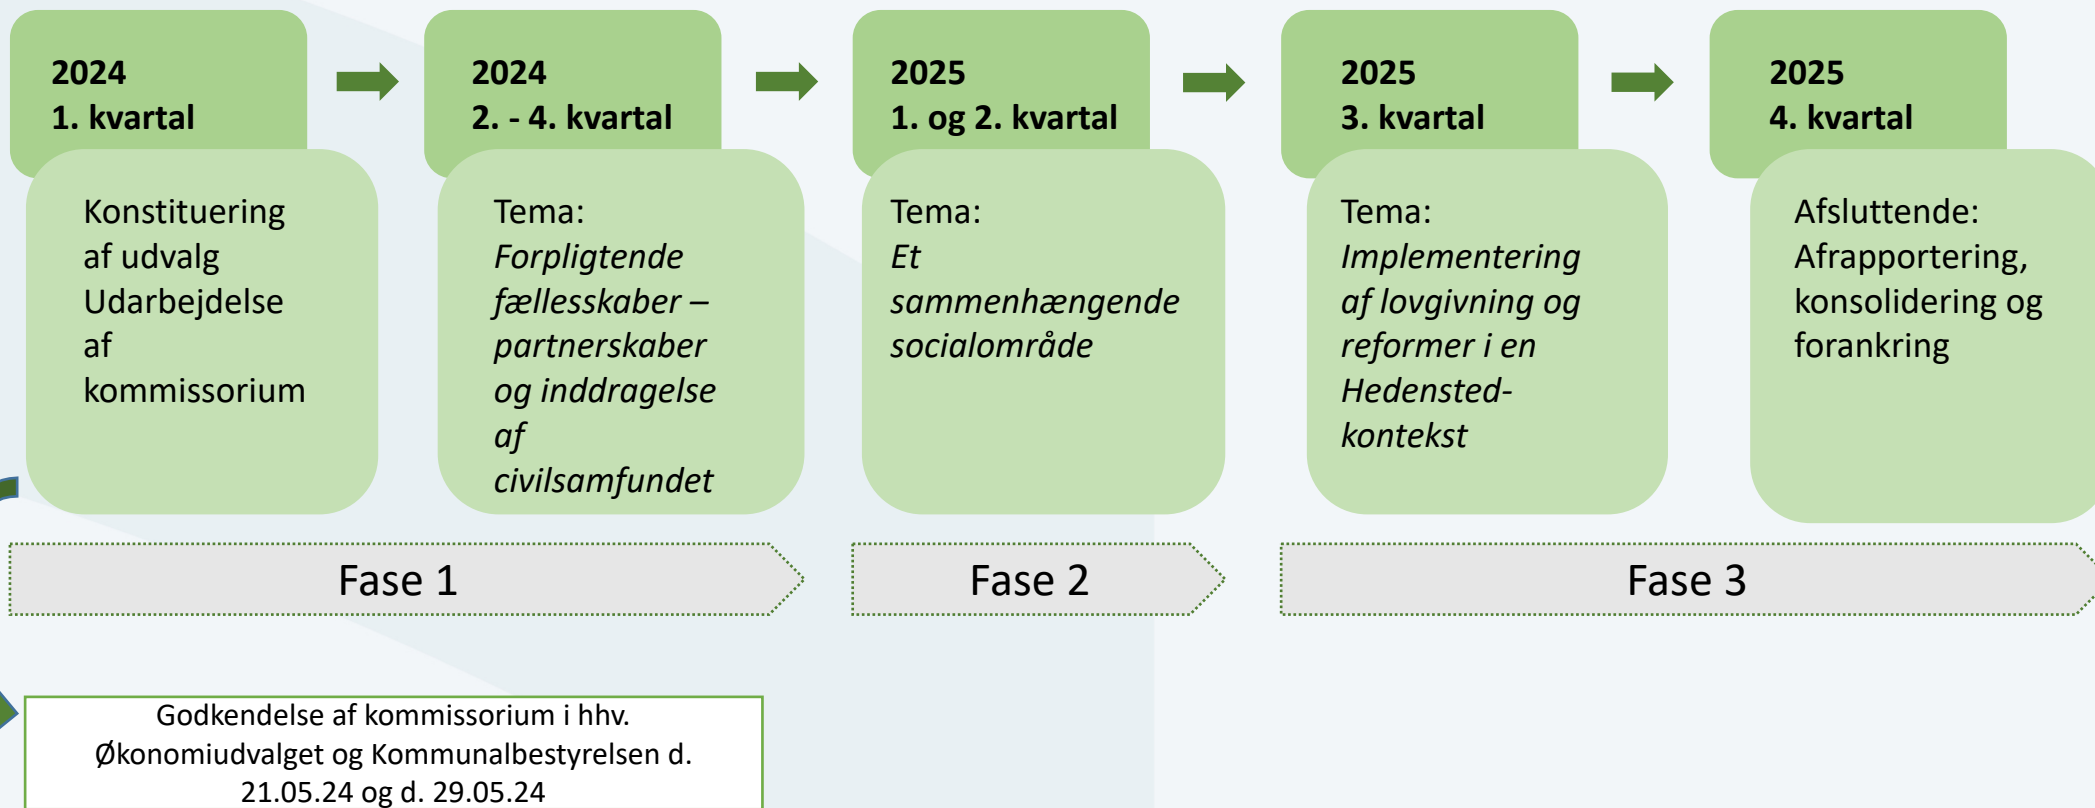 2024
1. kvartal
Konstituering
af udvalg
Udarbejdelse
af
kommissorium
2024
2. - 4. kvartal
Tema:
Forpligtende
fællesskaber –
partnerskaber
og inddragelse
af
civilsamfundet
2025
1. og 2. kvartal
Tema:
Et
sammenhængende
socialområde
2025
3. kvartal
Tema:
Implementering
af lovgivning og
reformer i en
Hedensted-
kontekst
2025
4. kvartal
Afsluttende:
Afrapportering,
konsolidering og
forankring
Fase 1
Fase 2
Fase 3
Godkendelse af kommissorium i hhv.
Økonomiudvalget og Kommunalbestyrelsen d.
21.05.24 og d. 29.05.24